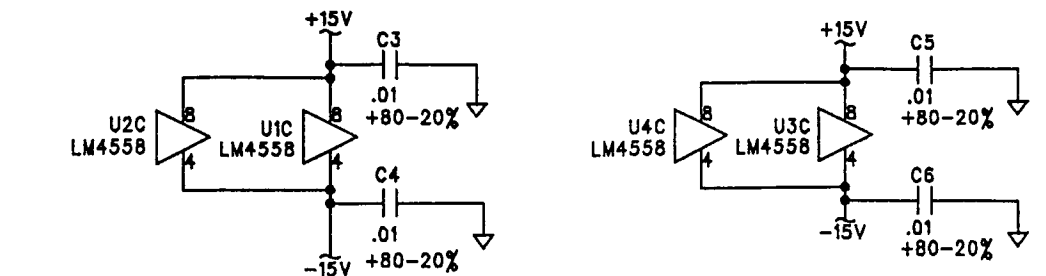 +15V
C3
.01
+80-20%
8
8
U2C
LM4558
U1C
LM4558
4
4
C4
.01
+80-20%
-15V
+15V
C5
.01
+80-20%
8
8
U4C
LM4558
U3C
LM4558
4
4
C6
.01
+80-20%
-15V